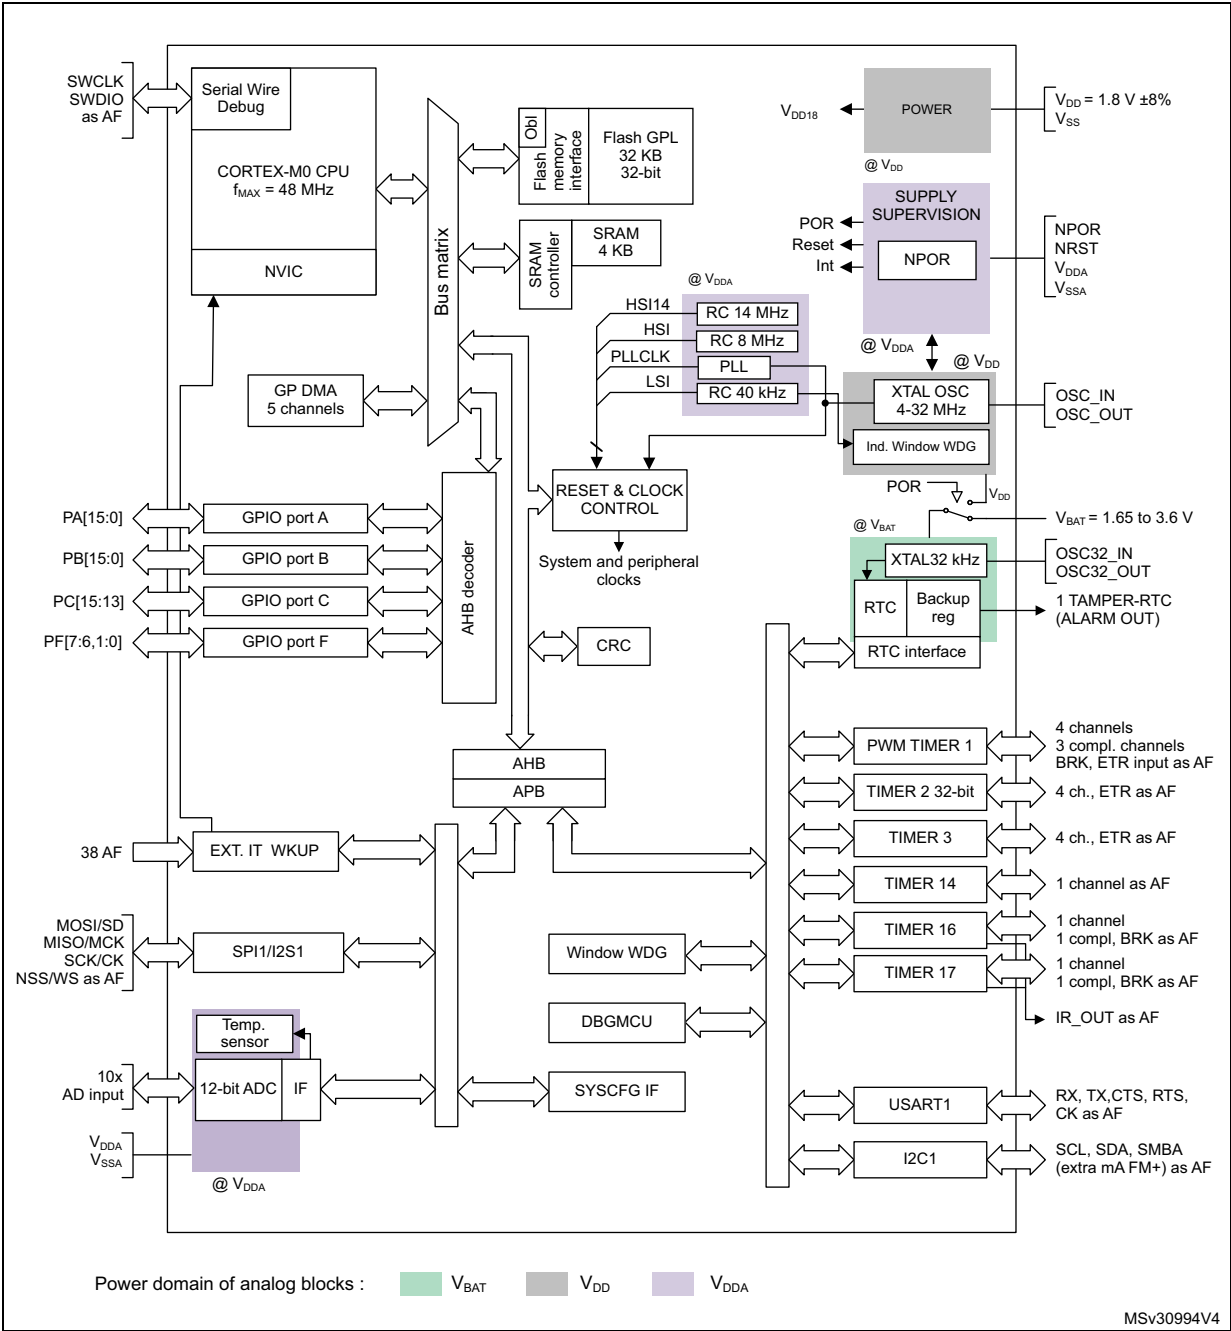 SWCLK
SWDIO
as AF
Serial Wire
Debug
CORTEX-M0 CPU
fMAX = 48 MHz
NVIC
Bus matrix
Obl
Flash
memory
interface
Flash GPL
32 KB
32-bit
SRAM
controller
SRAM
4 KB
VDD18
POWER
VDD = 1.8 V ±8%
VSS
@ VDD
SUPPLY
SUPERVISION
NPOR
POR
Reset
Int
NPOR
NRST
VDDA
VSSA
@ VDDA
HSI14
HSI
PLLCLK
LSI
RC 14 MHz
RC 8 MHz
PLL
RC 40 kHz
@ VDDA
@ VDD
XTAL OSC
4-32 MHz
Ind. Window WDG
OSC_IN
OSC_OUT
GP DMA
5 channels
RESET & CLOCK
CONTROL
System and peripheral
clocks
POR
VDD
@ VBAT
VBAT = 1.65 to 3.6 V
XTAL32 kHz
OSC32_IN
OSC32_OUT
RTC
Backup
reg
RTC interface
1 TAMPER-RTC
(ALARM OUT)
PA[15:0]
GPIO port A
PB[15:0]
GPIO port B
PC[15:13]
GPIO port C
PF[7:6,1:0]
GPIO port F
AHB decoder
CRC
AHB
APB
PWM TIMER 1
4 channels
3 compl. channels
BRK, ETR input as AF
TIMER 2 32-bit
4 ch., ETR as AF
TIMER 3
4 ch., ETR as AF
TIMER 14
1 channel as AF
TIMER 16
1 channel
1 compl, BRK as AF
TIMER 17
1 channel
1 compl, BRK as AF
IR_OUT as AF
38 AF
EXT. IT WKUP
MOSI/SD
MISO/MCK
SCK/CK
NSS/WS as AF
SPI1/I2S1
Window WDG
DBGMCU
SYSCFG IF
Temp.
sensor
12-bit ADC
IF
10x
AD input
VDDA
VSSA
@ VDDA
USART1
RX, TX,CTS, RTS,
CK as AF
I2C1
SCL, SDA, SMBA
(extra mA FM+) as AF
Power domain of analog blocks :
VBAT
VDD
VDDA
MSv30994V4